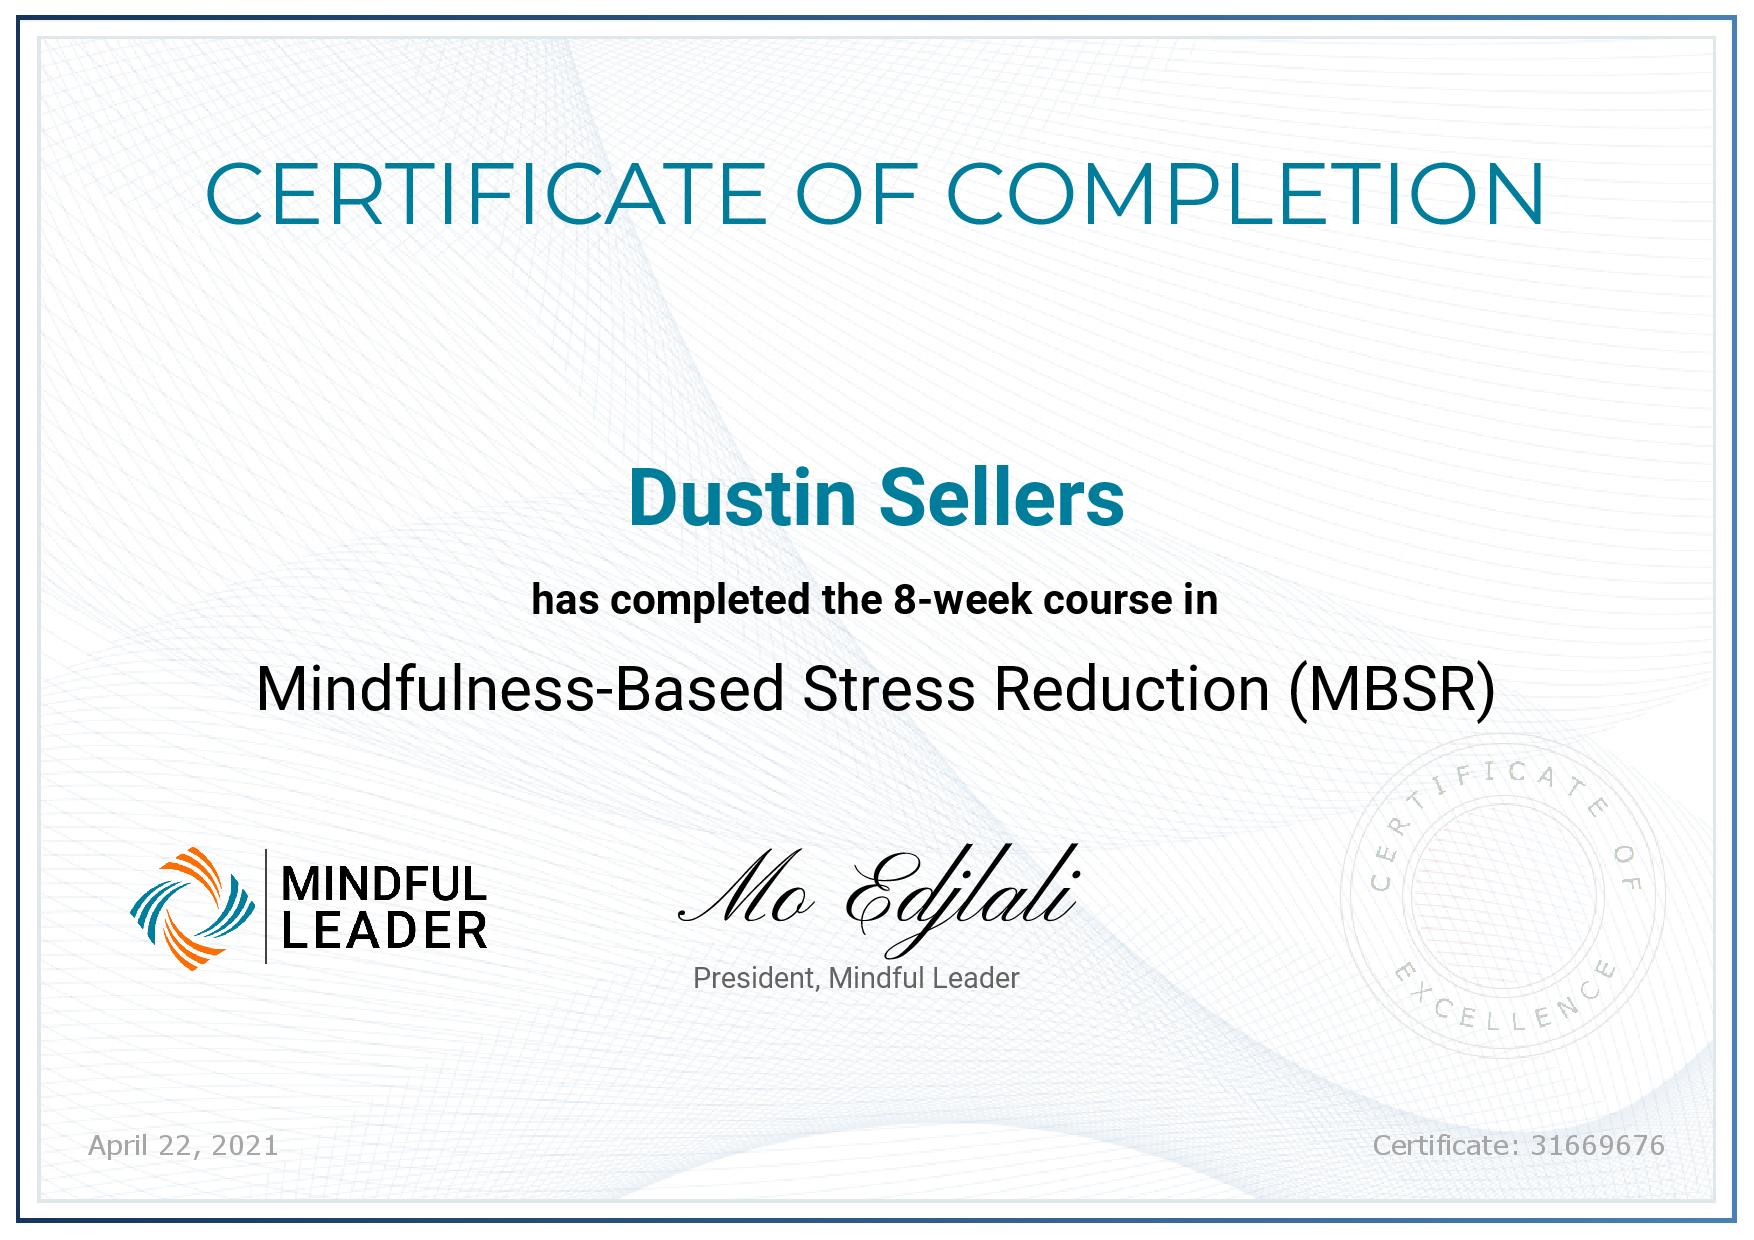 CERTIFICATE OF COMPLETION
Dustin Sellers
has completed the 8-week course in
Mindfulness-Based Stress Reduction (MBSR)
MINDFUL
LEADER
Mo Edjlali
President, Mindful Leader
CERTIFICATE OF
EXCELLENCE
April 22, 2021
Certificate: 31669676